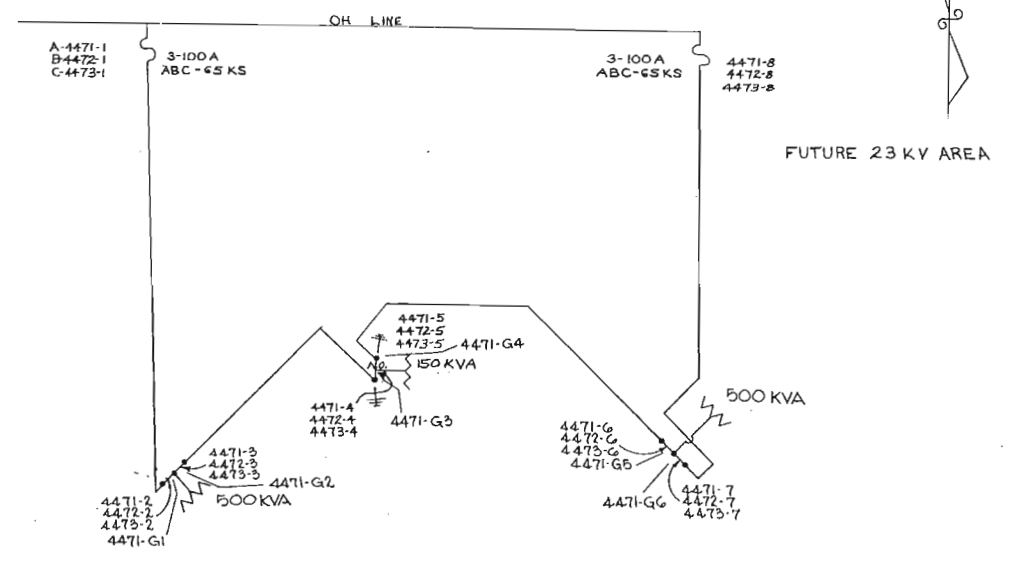 OH LINE
A-4471-1
B-4472-1
C-4473-1
3-100A
ABC-65KS
3-100A
ABC-65KS
4471-8
4472-8
4473-8
FUTURE 23 KV AREA
4471-5
4472-5
4473-5
4471-G4
N.O.
150 KVA
4471-4
4472-4
4473-4
4471-G3
500 KVA
4471-6
4472-6
4473-6
4471-G5
4471-G6
4471-7
4472-7
4473-7
4471-3
4472-3
4473-3
4471-G2
500KVA
4471-2
4472-2
4473-2
4471-G1